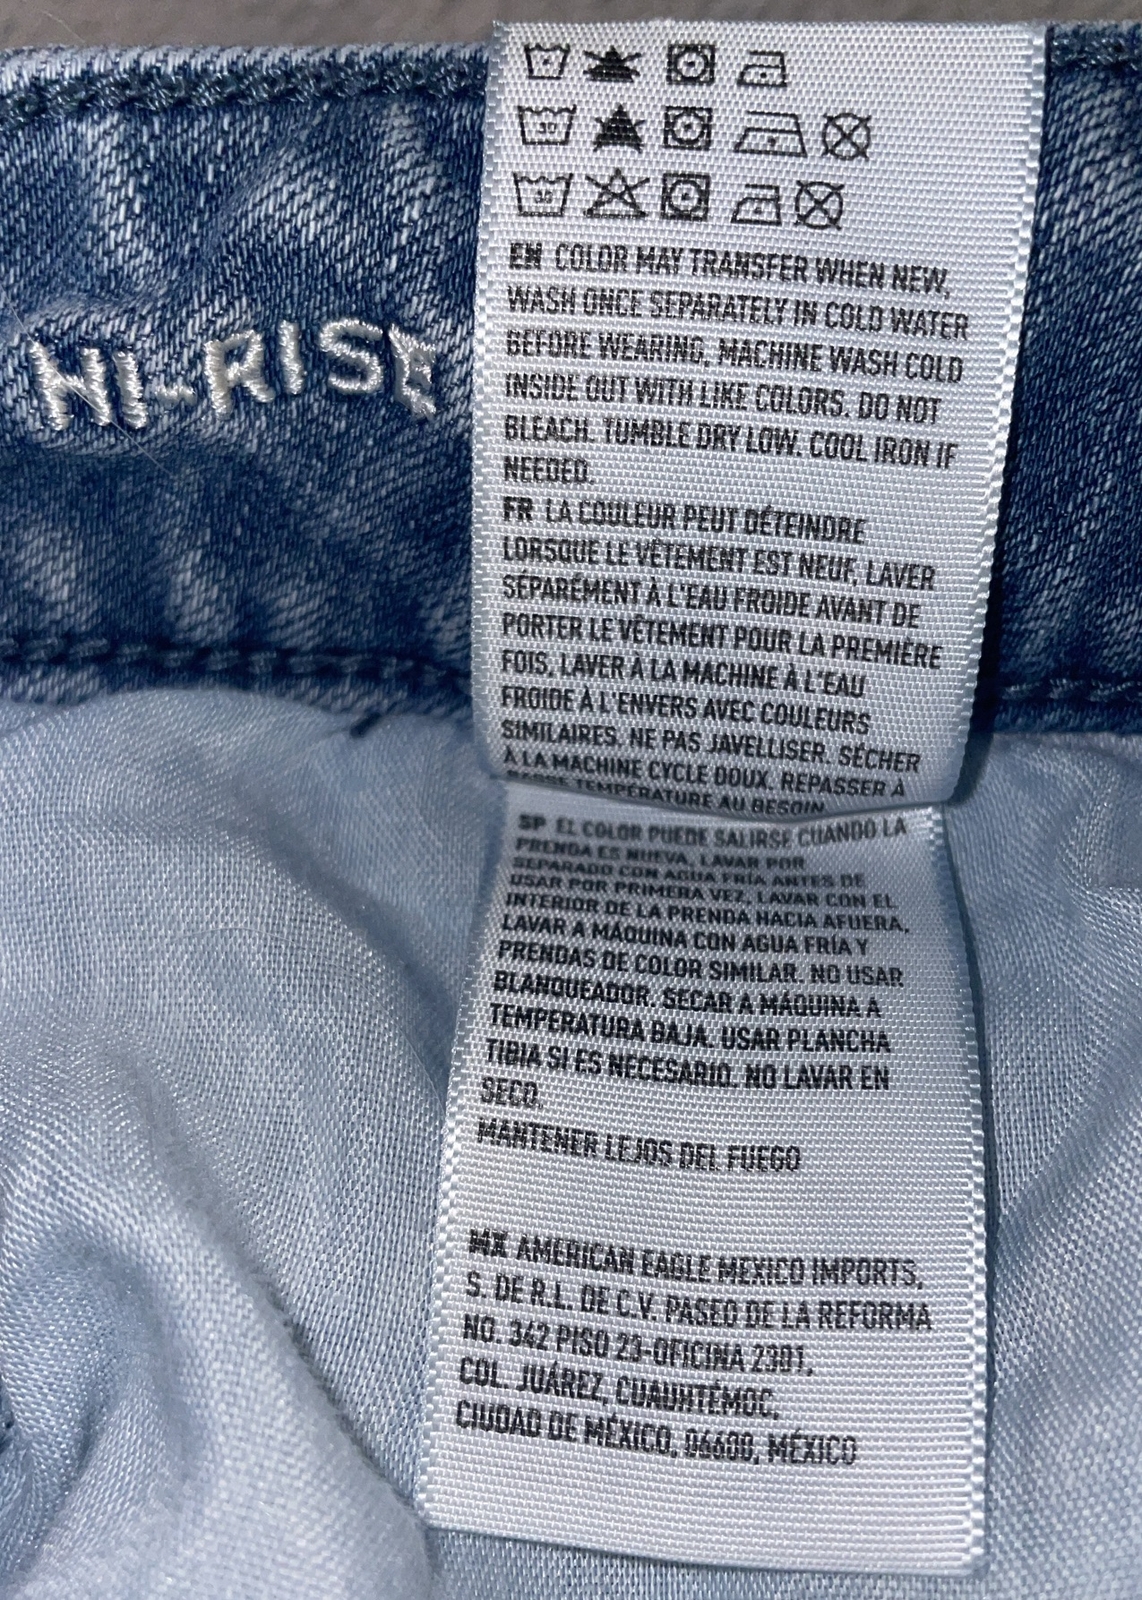 HI-RISE
30
30
EN COLOR MAY TRANSFER WHEN NEW,
WASH ONCE SEPARATELY IN COLD WATER
BEFORE WEARING, MACHINE WASH COLD
INSIDE OUT WITH LIKE COLORS. DO NOT
BLEACH. TUMBLE DRY LOW. COOL IRON IF
NEEDED.
FR LA COULEUR PEUT DÉTEINDRE
LORSQUE LE VÊTEMENT EST NEUF, LAVER
SÉPARÉMENT À L'EAU FROIDE AVANT DE
PORTER LE VÊTEMENT POUR LA PREMIÈRE
FOIS, LAVER À LA MACHINE À L'EAU
FROIDE À L'ENVERS AVEC COULEURS
SIMILAIRES. NE PAS JAVELLISER. SÉCHER
À LA MACHINE CYCLE DOUX. REPASSER À
BASSE TEMPÉRATURE AU BESOIN
SP EL COLOR PUEDE SALIRSE CUANDO LA
PRENDA ES NUEVA, LAVAR POR
SEPARADO CON AGUA FRÍA ANTES DE
USAR POR PRIMERA VEZ, LAVAR CON EL
INTERIOR DE LA PRENDA HACIA AFUERA,
LAVAR A MÁQUINA CON AGUA FRÍA Y
PRENDAS DE COLOR SIMILAR. NO USAR
BLANQUEADOR. SECAR A MÁQUINA A
TEMPERATURA BAJA. USAR PLANCHA
TIBIA SI ES NECESARIO. NO LAVAR EN
SECO.
MANTENER LEJOS DEL FUEGO
MX AMERICAN EAGLE MEXICO IMPORTS,
S. DE R.L. DE C.V. PASEO DE LA REFORMA
NO. 342 PISO 23-OFICINA 2301,
COL. JUÁREZ, CUAUHTÉMOC,
CIUDAD DE MÉXICO, 06600, MÉXICO